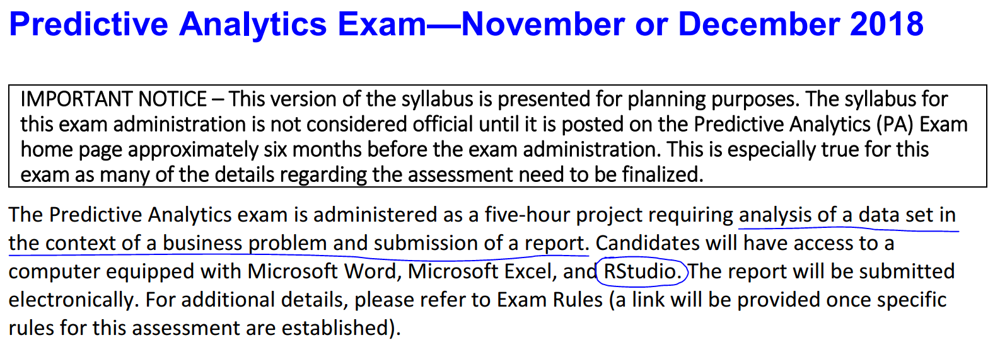 Predictive Analytics Exam—November or December 2018
IMPORTANT NOTICE – This version of the syllabus is presented for planning purposes. The syllabus for
this exam administration is not considered official until it is posted on the Predictive Analytics (PA) Exam
home page approximately six months before the exam administration. This is especially true for this
exam as many of the details regarding the assessment need to be finalized.
The Predictive Analytics exam is administered as a five-hour project requiring analysis of a data set in
the context of a business problem and submission of a report. Candidates will have access to a
computer equipped with Microsoft Word, Microsoft Excel, and RStudio. The report will be submitted
electronically. For additional details, please refer to Exam Rules (a link will be provided once specific
rules for this assessment are established).